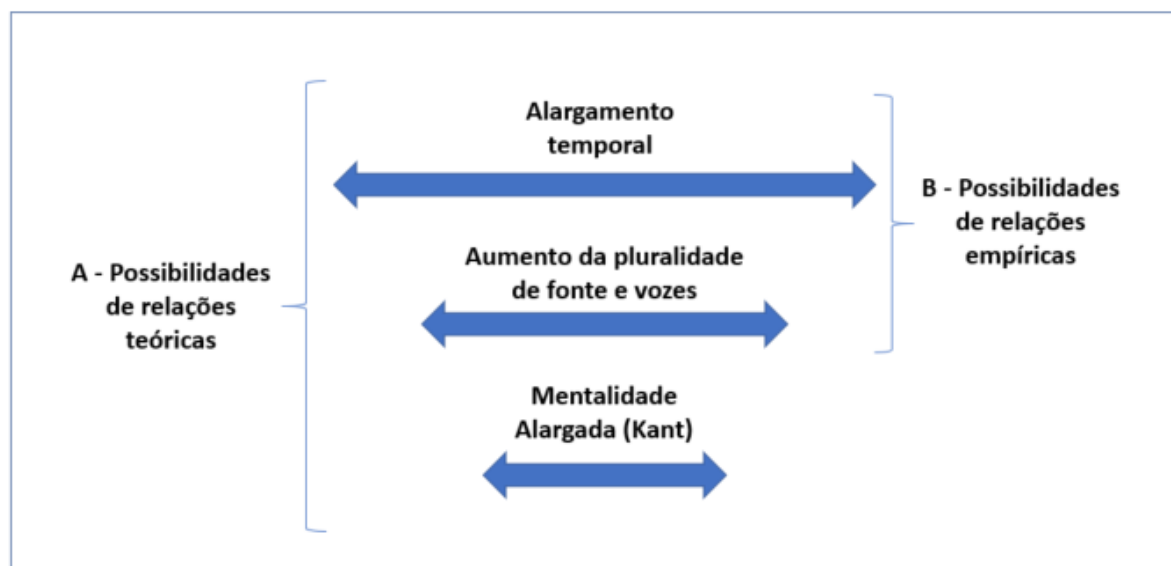 Alargamento
temporal
B - Possibilidades
de relações
empíricas
Aumento da pluralidade
de fonte e vozes
A - Possibilidades
de relações
teóricas
Mentalidade
Alargada (Kant)